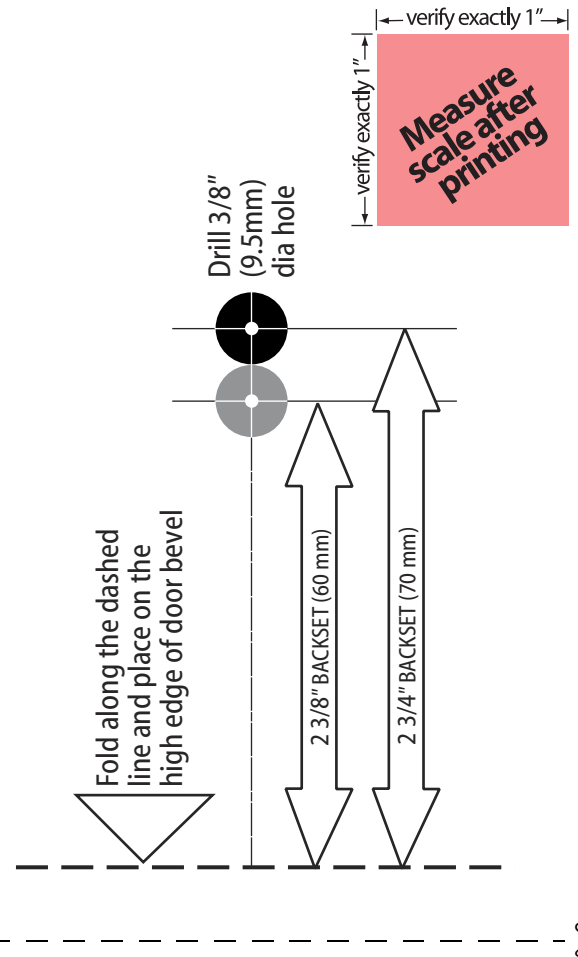 verify exactly 1”
verify exactly 1”
Measure
scale after
printing
Drill 3/8”
(9.5mm)
dia hole
2 3/8” BACKSET (60 mm)
2 3/4” BACKSET (70 mm)
Fold along the dashed
line and place on the
high edge of door bevel